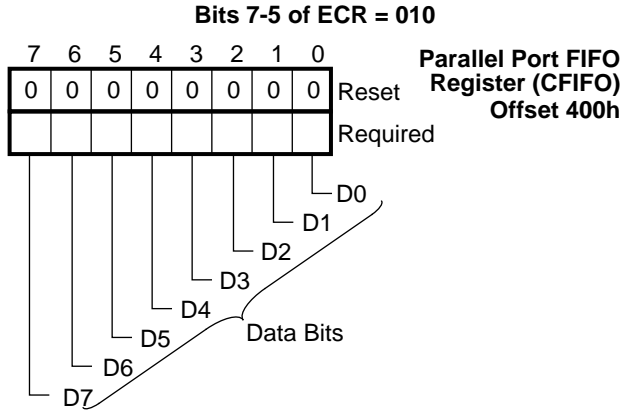 Bits 7-5 of ECR = 010
7 6 5 4 3 2 1 0
Parallel Port FIFO
Register (CFIFO)
Offset 400h
0 0 0 0 0 0 0 0 Reset
Required
D0
D1
D2
D3
D4
D5
D6
D7
Data Bits